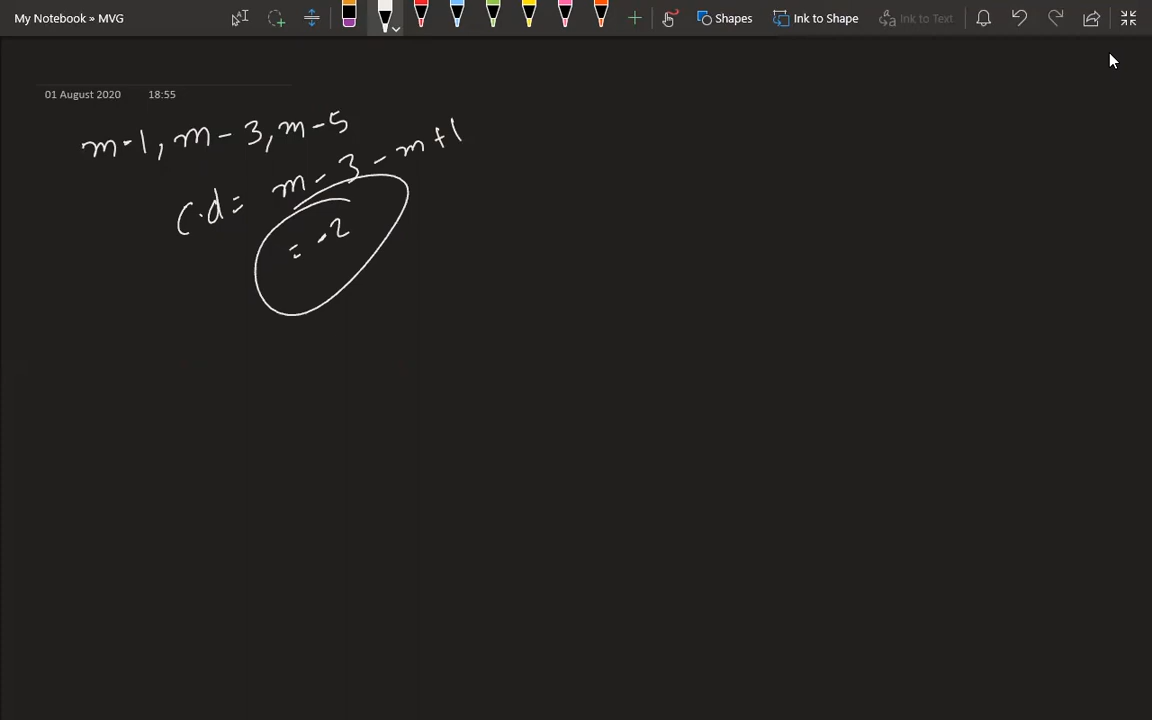 My Notebook » MVG
Shapes
Ink to Shape
Ink to Text
01 August 2020 18:55
m-1, m-3, m-5
c.d = m-3-m+1
= -2